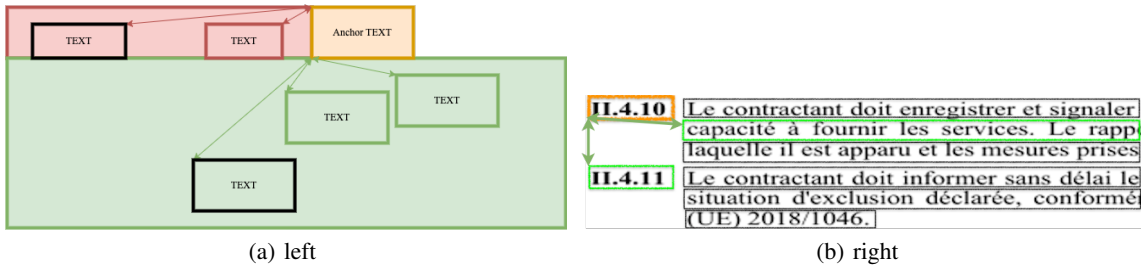 TEXT
TEXT
Anchor TEXT
TEXT
TEXT
TEXT
(a) left
II.4.10 Le contractant doit enregistrer et signaler
capacité à fournir les services. Le rapp
laquelle il est apparu et les mesures prises
II.4.11 Le contractant doit informer sans délai le
situation d'exclusion déclarée, conformé
(UE) 2018/1046.
(b) right